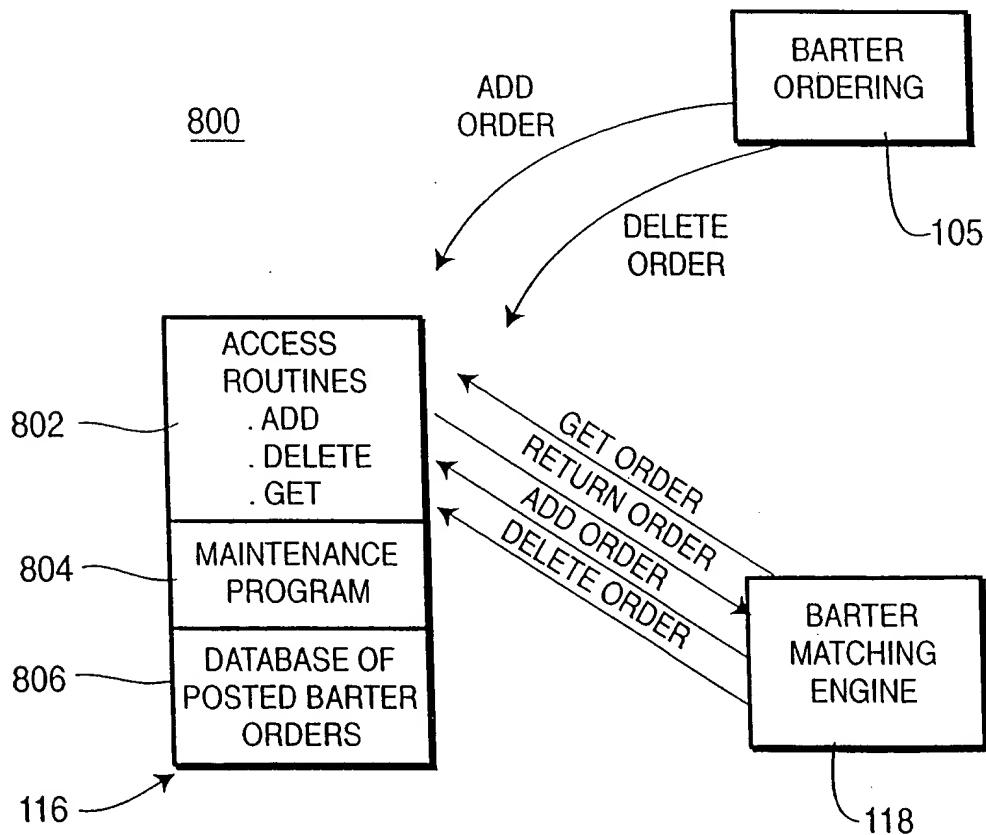 800
BARTER
ORDERING
105
ADD
ORDER
DELETE
ORDER
ACCESS
ROUTINES
. ADD
. DELETE
. GET
802
MAINTENANCE
PROGRAM
804
DATABASE OF
POSTED BARTER
ORDERS
806
116
GET ORDER
RETURN ORDER
ADD ORDER
DELETE ORDER
BARTER
MATCHING
ENGINE
118